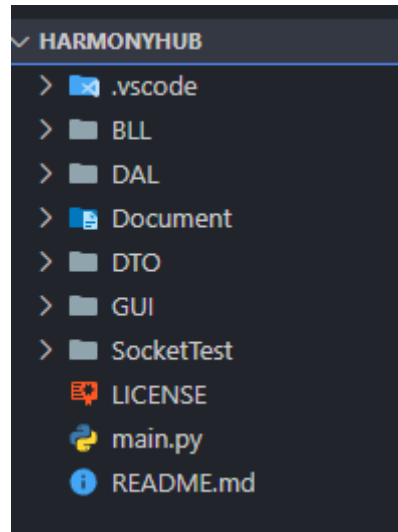 HARMONYHUB
.vscode
BLL
DAL
Document
DTO
GUI
SocketTest
LICENSE
main.py
README.md